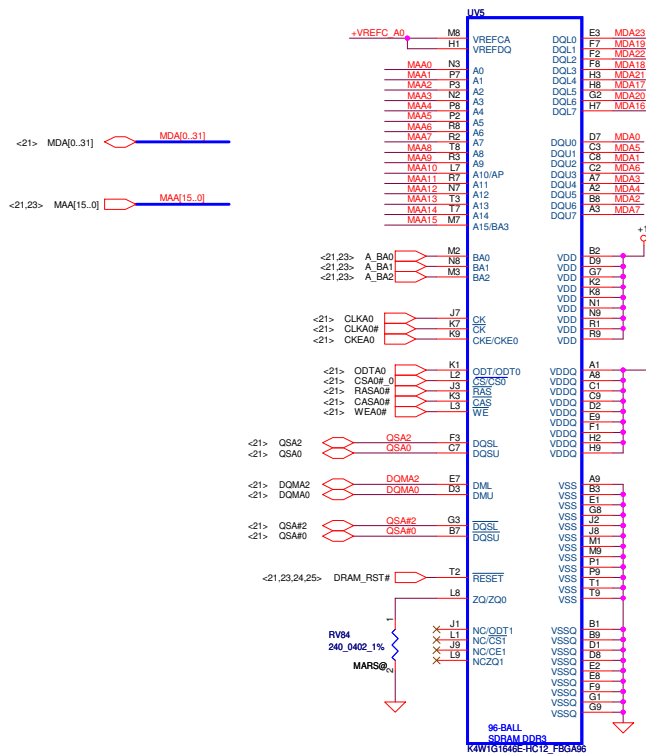 UV5
+VREFC_A0 M8 VREFCA DQL0 E3 MDA23
H1 VREFDQ DQL1 F7 MDA19
DQL2 F2 MDA22
MAA0 N3 A0 DQL3 F8 MDA18
MAA1 P7 A1 DQL4 H3 MDA21
MAA2 P3 A2 DQL5 H8 MDA17
MAA3 N2 A3 DQL6 G2 MDA20
MAA4 P8 A4 DQL7 H7 MDA16
MAA5 P2 A5
MAA6 R8 A6
<21> MDA[0..31] MDA[0..31] MAA7 R2 A7 DQU0 D7 MDA0
MAA8 T8 A8 DQU1 C3 MDA5
MAA9 R3 A9 DQU2 C8 MDA1
MAA10 L7 A10/AP DQU3 C2 MDA6
MAA11 R7 A11 DQU4 A7 MDA3
MAA12 N7 A12 DQU5 A2 MDA4
<21,23> MAA[15..0] MAA[15..0] MAA13 T3 A13 DQU6 B8 MDA2
MAA14 T7 A14 DQU7 A3 MDA7
MAA15 M7 A15/BA3
+1
<21,23> A_BA0 M2 BA0 VDD B2
<21,23> A_BA1 N8 BA1 VDD D9
<21,23> A_BA2 M3 BA2 VDD G7
VDD K2
VDD K8
VDD N1
<21> CLKA0 J7 CK VDD N9
<21> CLKA0# K7 CK VDD R1
<21> CKEA0 K9 CKE/CKE0 VDD R9
<21> ODTA0 K1 ODT/ODT0 VDDQ A1
<21> CSA0#_0 L2 CS/CS0 VDDQ A8
<21> RASA0# J3 RAS VDDQ C1
<21> CASA0# K3 CAS VDDQ C9
<21> WEA0# L3 WE VDDQ D2
VDDQ E9
VDDQ F1
<21> QSA2 QSA2 F3 DQSL VDDQ H2
<21> QSA0 QSA0 C7 DQSU VDDQ H9
<21> DQMA2 DQMA2 E7 DML VSS A9
<21> DQMA0 DQMA0 D3 DMU VSS B3
VSS E1
VSS G8
<21> QSA#2 QSA#2 G3 DQSL VSS J2
<21> QSA#0 QSA#0 B7 DQSU VSS J8
VSS M1
VSS M9
VSS P1
<21,23,24,25> DRAM_RST# T2 RESET VSS P9
VSS T1
L8 ZQ/ZQ0 VSS T9
1
RV84
240_0402_1%
MARS@
2
J1 NC/ODT1 VSSQ B1
L1 NC/CS1 VSSQ B9
J9 NC/CE1 VSSQ D1
L9 NCZQ1 VSSQ D8
VSSQ E2
VSSQ E8
VSSQ F9
VSSQ G1
VSSQ G9
96-BALL
SDRAM DDR3
K4W1G1646E-HC12_FBGA96